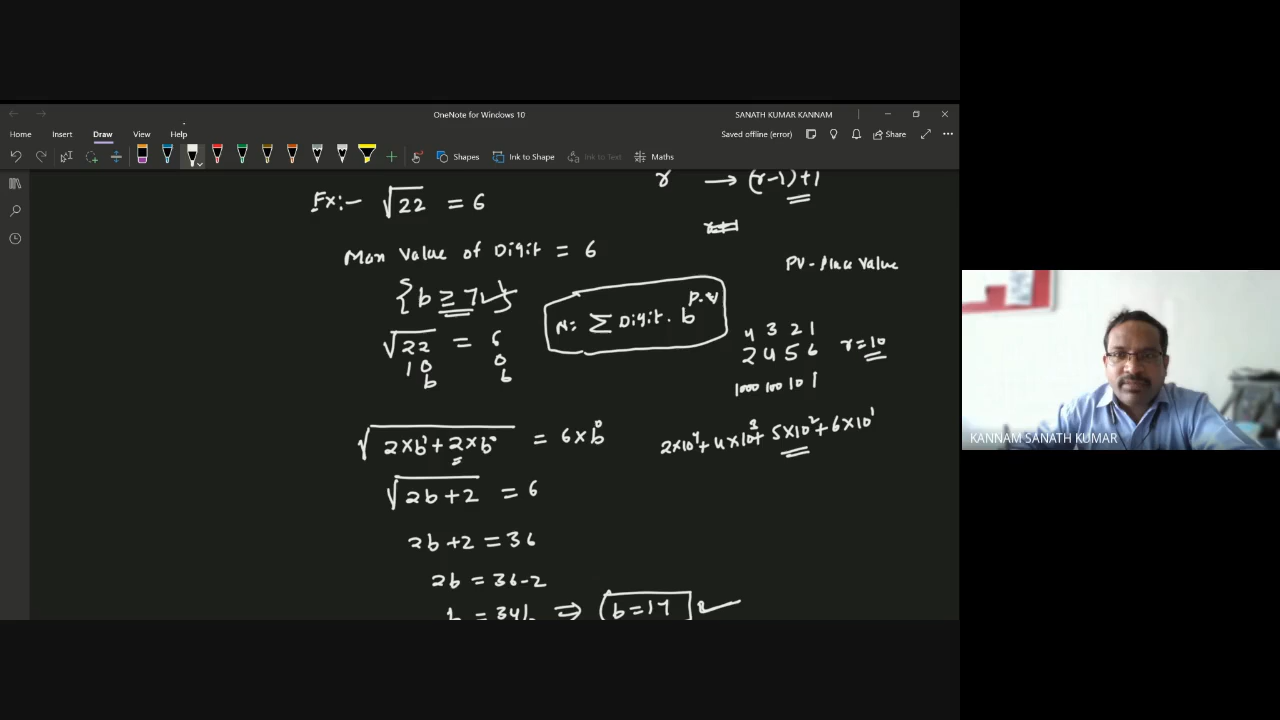 OneNote for Windows 10
SANATH KUMAR KANNAM
Home Insert Draw View Help
Saved offline (error) Share
Shapes Ink to Shape Ink to Text Maths
Ex:- √22 = 6
r → (r-1)+1
Max Value of Digit = 6
PV - Place Value
{b ≥ 7}
N = Σ Digit. b^p.v
√22 = 6
1 0 0
b b
4 3 2 1
2 4 5 6 r=10
1000 100 10 1
√2×b¹+2×b⁰ = 6×b⁰
2×10⁴+4×10³+5×10²+6×10¹
√2b+2 = 6
2b+2 = 36
2b = 36-2
b = 34/2 ⇒ b=17
KANNAM SANATH KUMAR